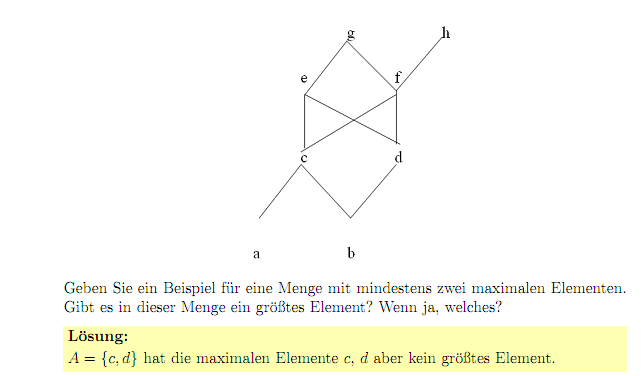 g h
e f
c d
a b
Geben Sie ein Beispiel für eine Menge mit mindestens zwei maximalen Elementen.
Gibt es in dieser Menge ein größtes Element? Wenn ja, welches?
Lösung:
A = {c, d} hat die maximalen Elemente c, d aber kein größtes Element.